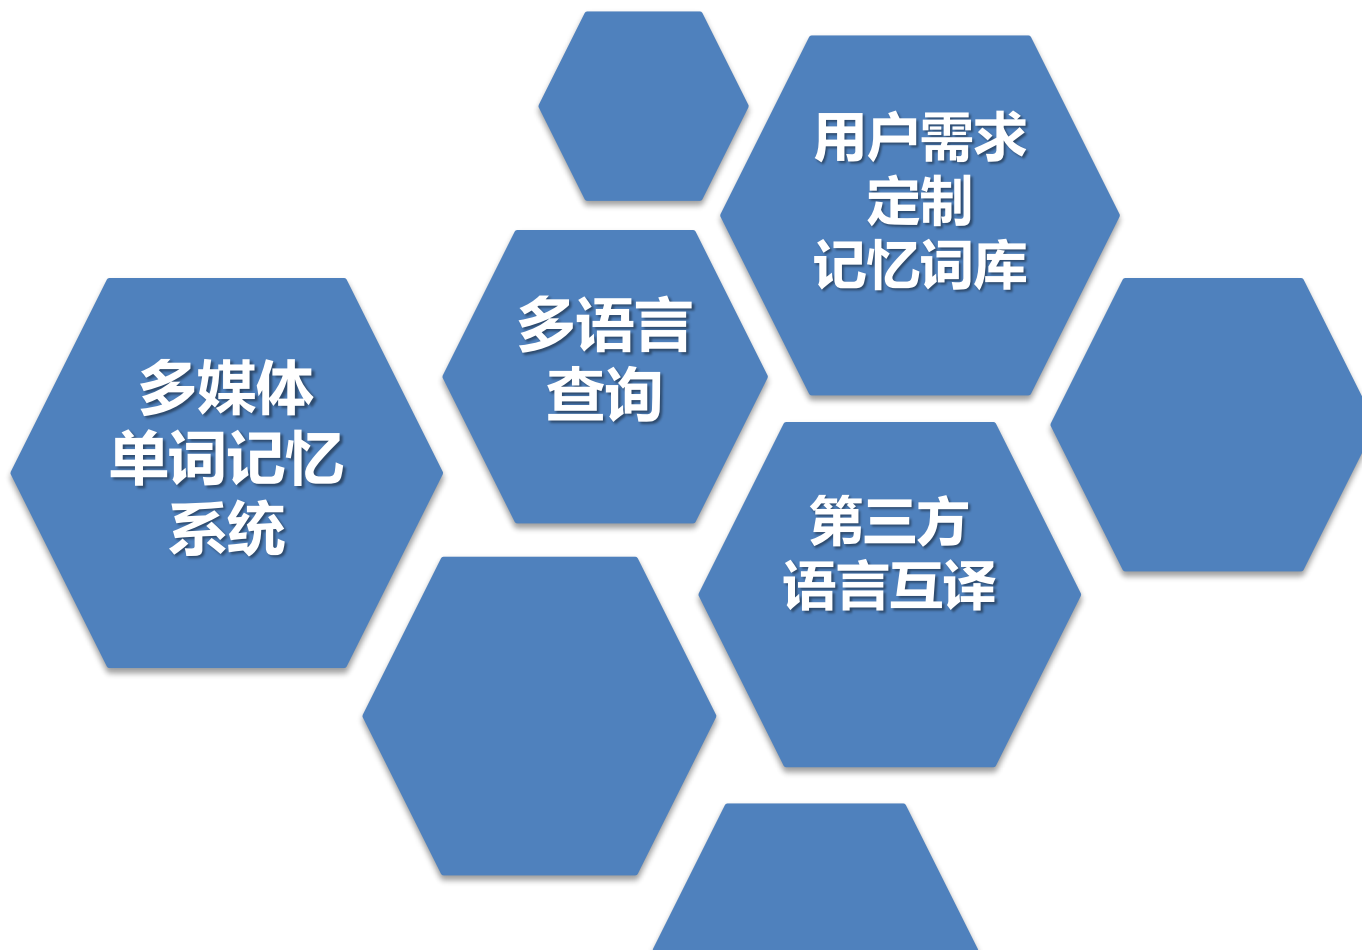 用户需求
定制
记忆词库
多语言
查询
多媒体
单词记忆
系统
第三方
语言互译